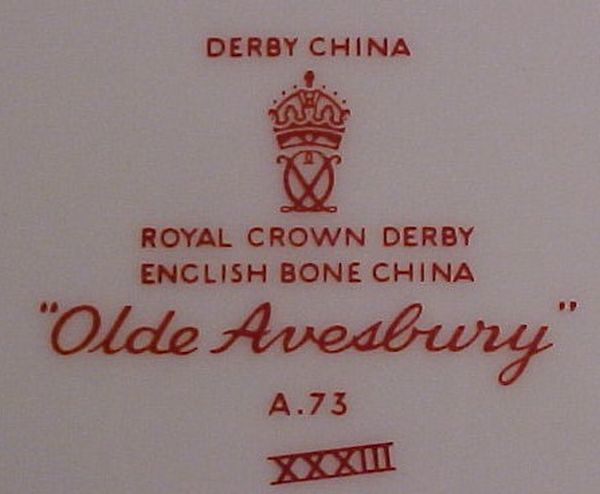 DERBY CHINA
ROYAL CROWN DERBY
ENGLISH BONE CHINA
"Olde Avesbury"
A.73
XXXIII